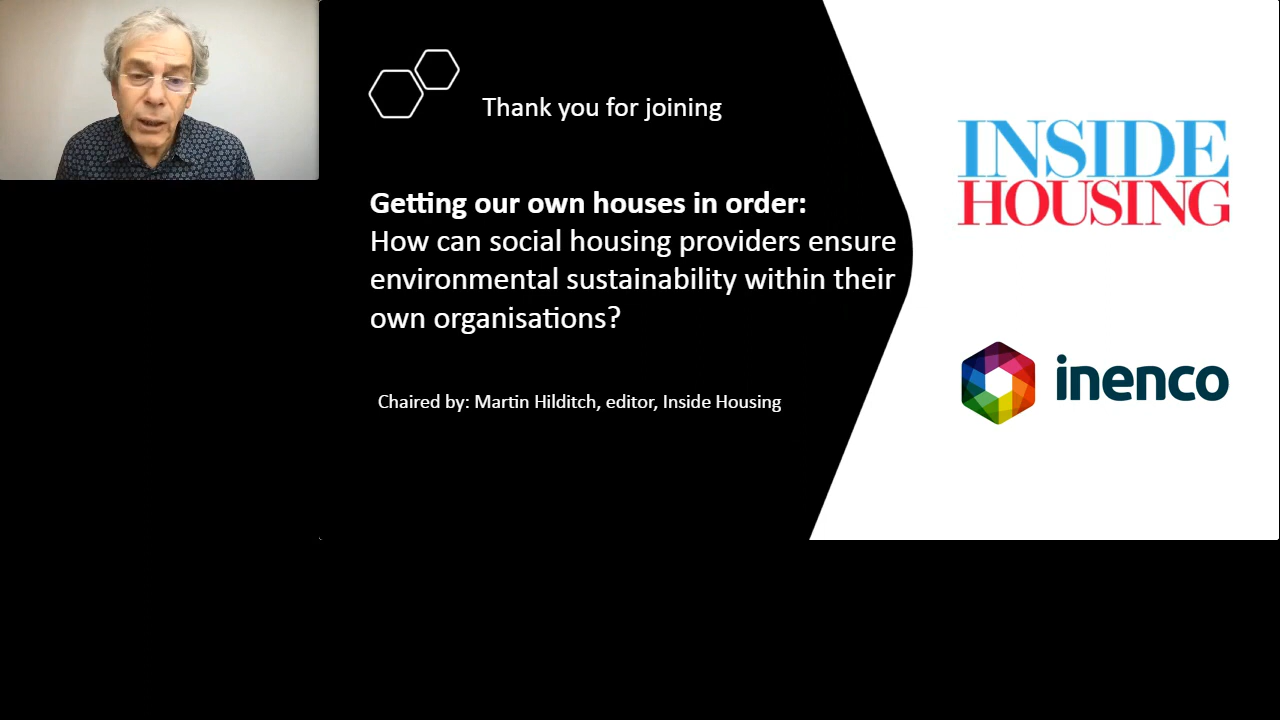 Thank you for joining
Getting our own houses in order:
How can social housing providers ensure
environmental sustainability within their
own organisations?
Chaired by: Martin Hilditch, editor, Inside Housing
INSIDE
HOUSING
inenco